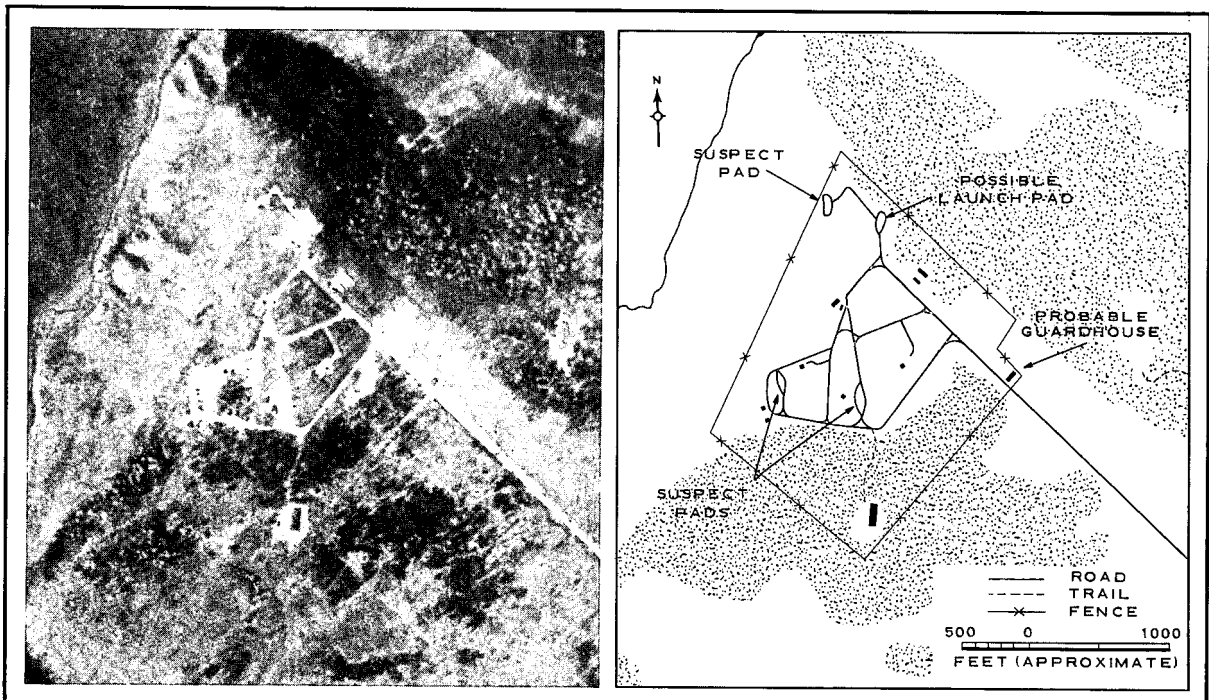 N
SUSPECT
PAD
POSSIBLE
LAUNCH PAD
PROBABLE
GUARDHOUSE
SUSPECT
PADS
ROAD
TRAIL
FENCE
500 0 1000
FEET (APPROXIMATE)